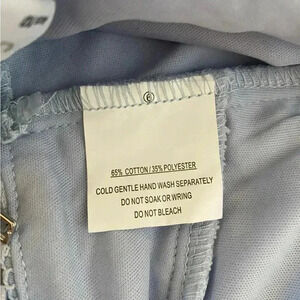 65% COTTON / 35% POLYESTER
COLD GENTLE HAND WASH SEPARATELY
DO NOT SOAK OR WRING
DO NOT BLEACH